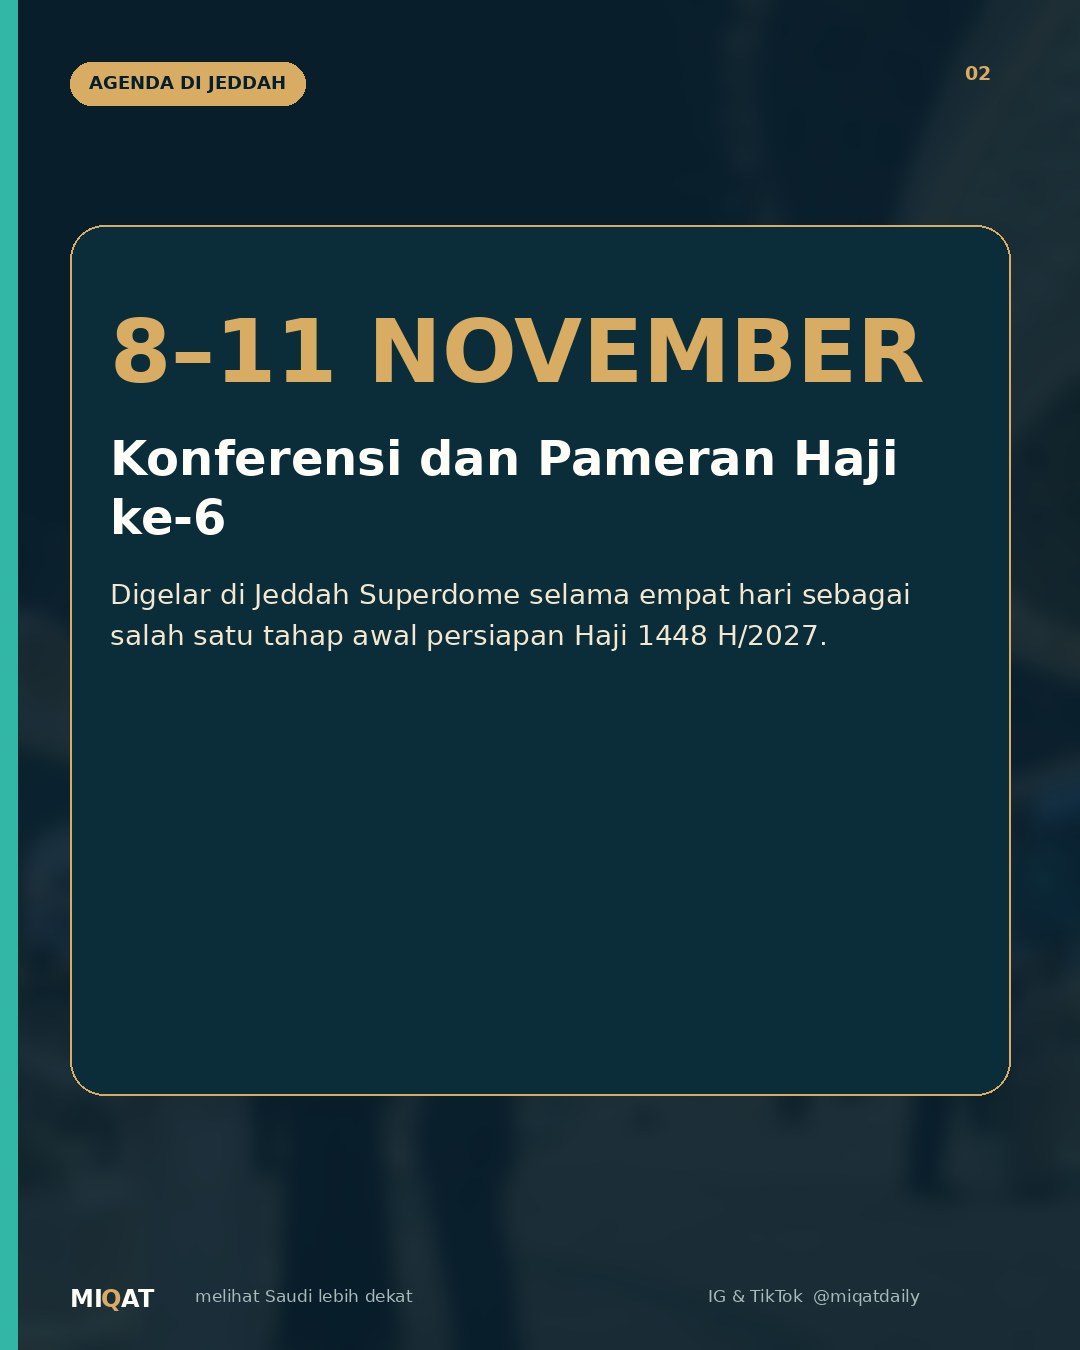 AGENDA DI JEDDAH
02
8–11 NOVEMBER
Konferensi dan Pameran Haji
ke-6
Digelar di Jeddah Superdome selama empat hari sebagai
salah satu tahap awal persiapan Haji 1448 H/2027.
MIQAT
melihat Saudi lebih dekat
IG & TikTok @miqatdaily